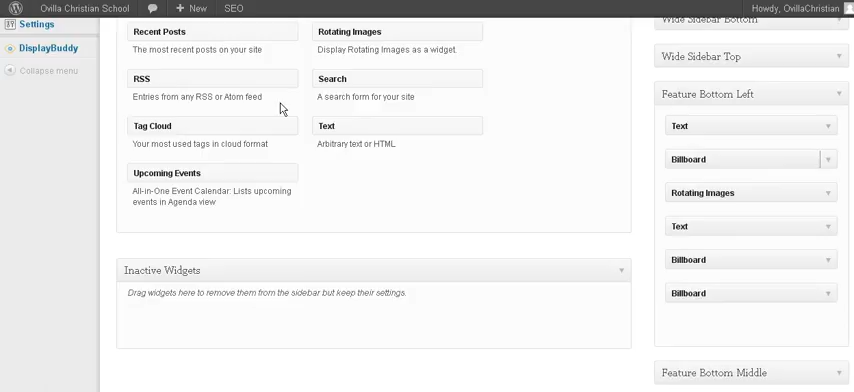 Ovilla Christian School
New
SEO
Howdy, OvillaChristian
Settings
DisplayBuddy
Collapse menu
Recent Posts
The most recent posts on your site
Rotating Images
Display Rotating Images as a widget.
RSS
Entries from any RSS or Atom feed
Search
A search form for your site
Tag Cloud
Your most used tags in cloud format
Text
Arbitrary text or HTML
Upcoming Events
All-in-One Event Calendar: Lists upcoming
events in Agenda view
Inactive Widgets
Drag widgets here to remove them from the sidebar but keep their settings.
Wide Sidebar Bottom
Wide Sidebar Top
Feature Bottom Left
Text
Billboard
Rotating Images
Text
Billboard
Billboard
Feature Bottom Middle